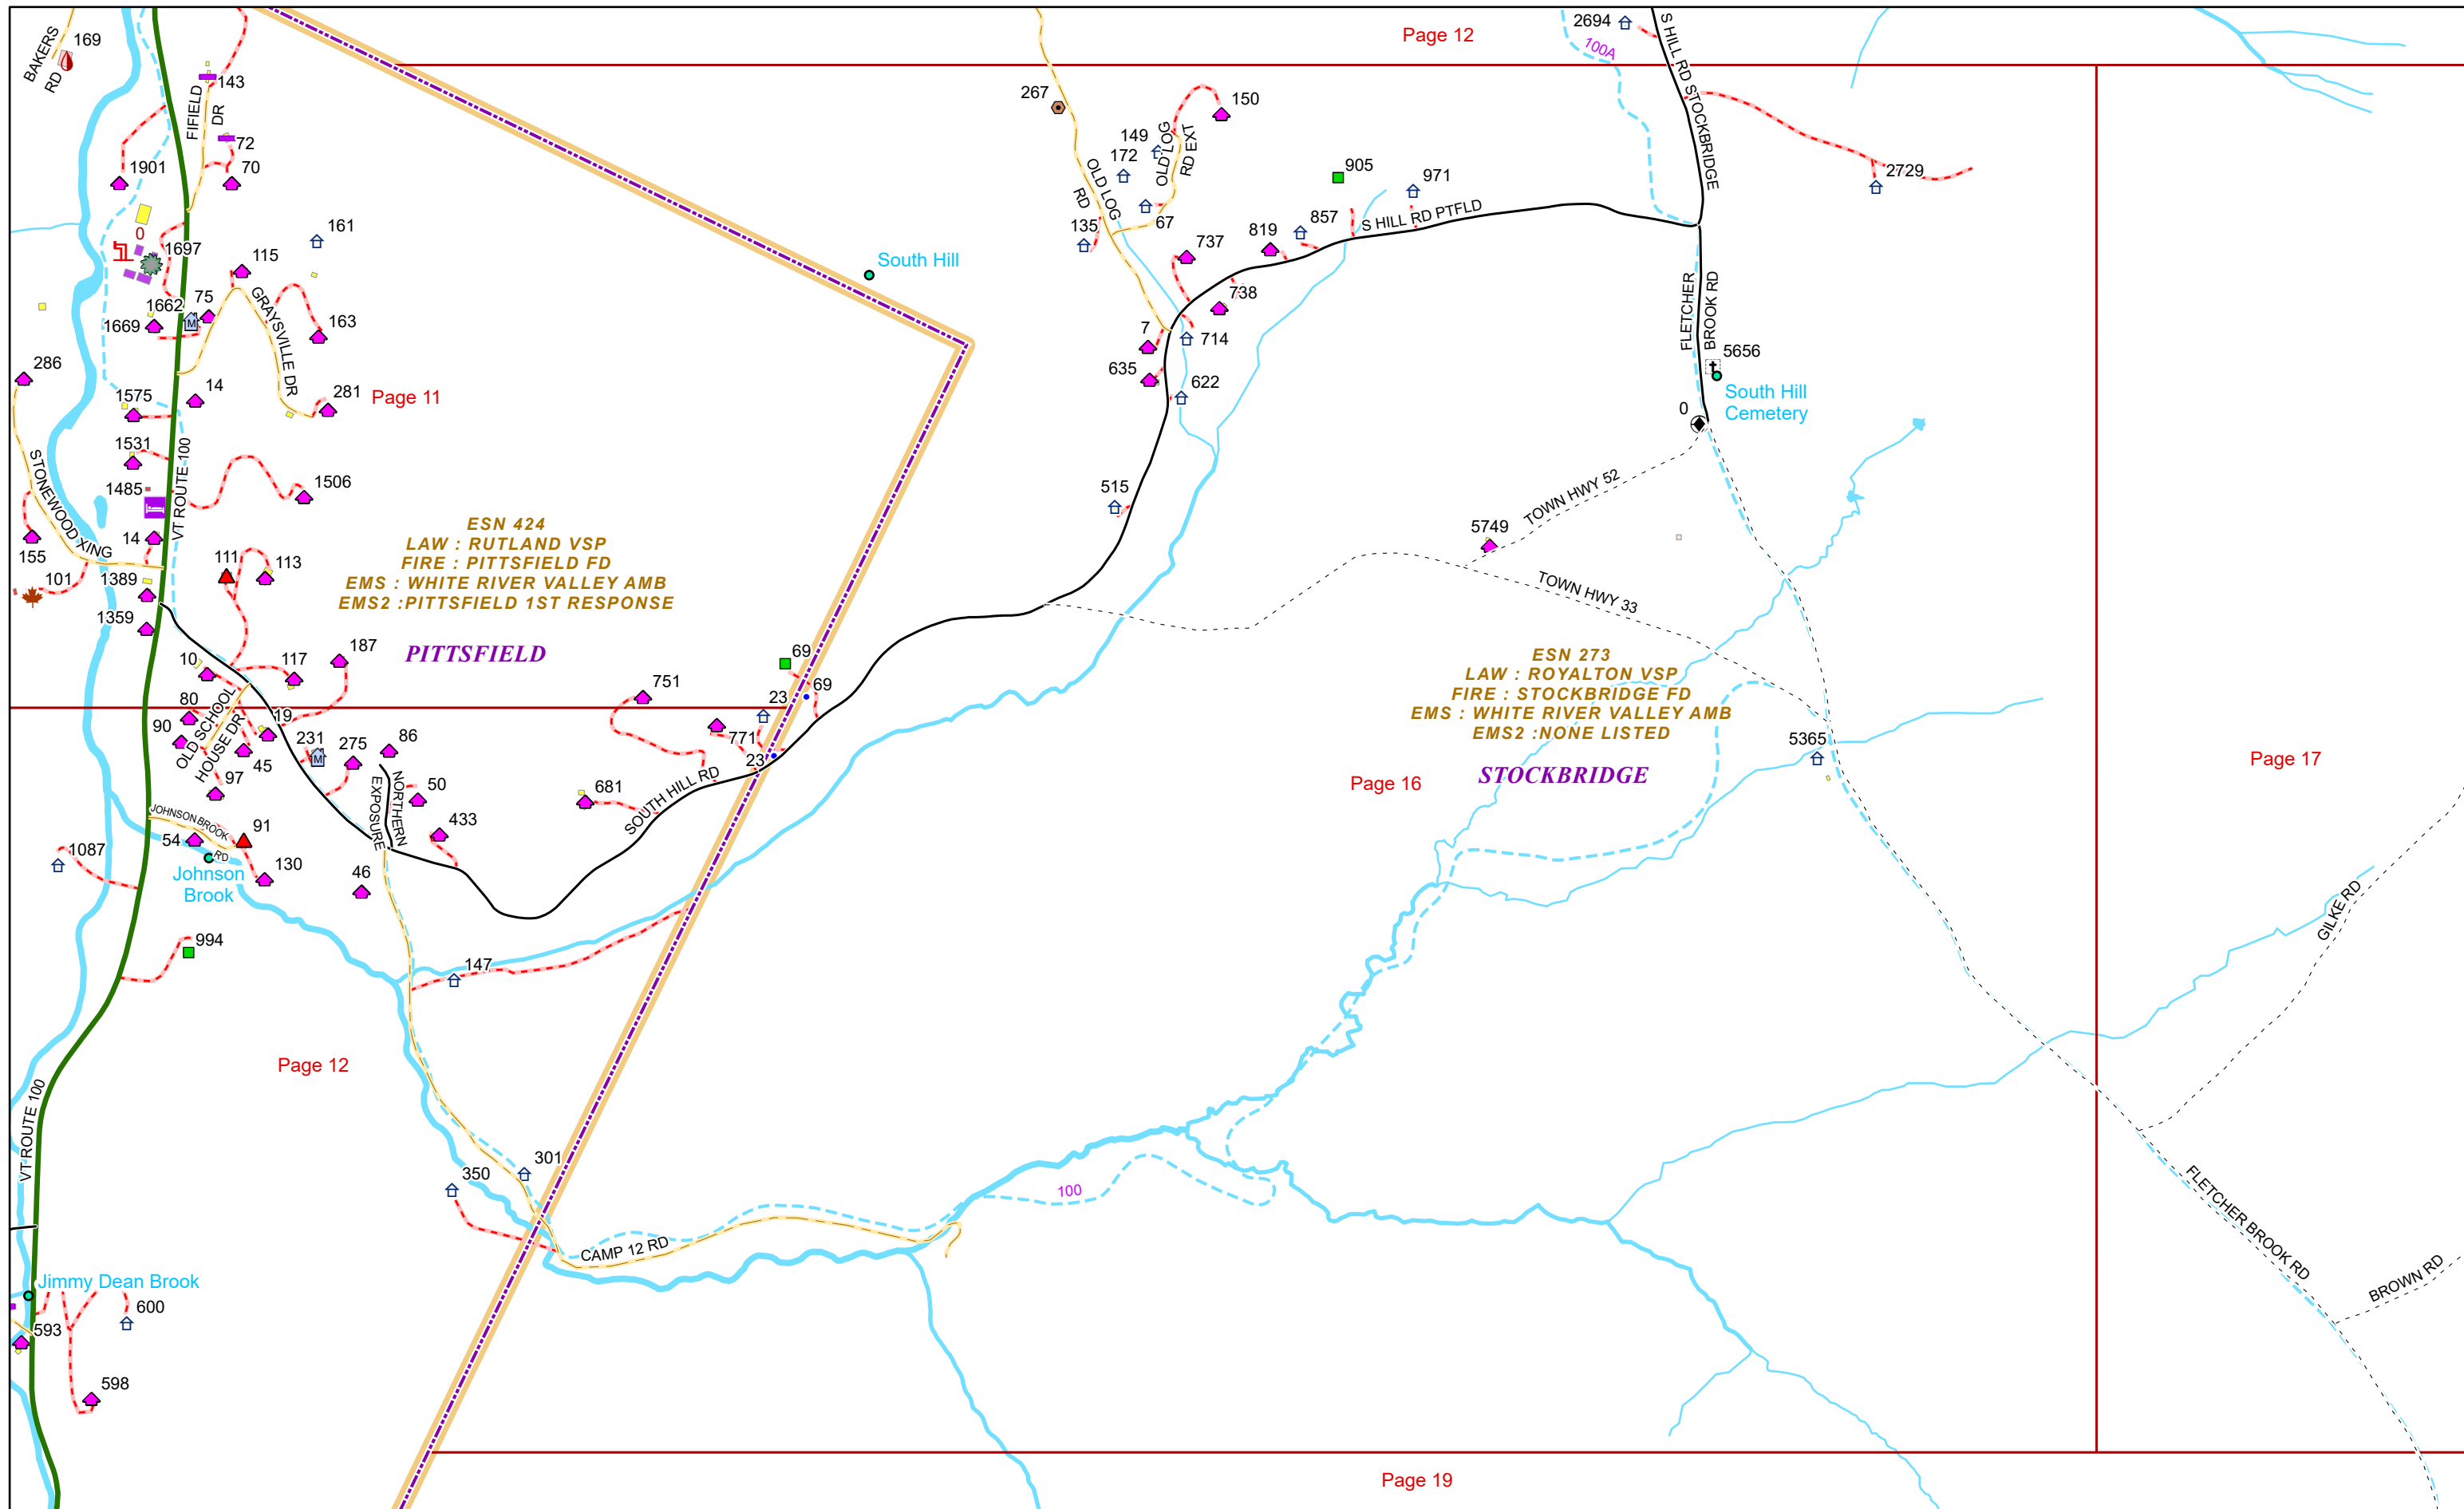 BAKERS
RD
169
143
FIFIELD
DR
72
70
1901
0
1697
161
115
1662
75
1669
GRAYSVILLE DR
163
286
14
1575
281
Page 11
1531
1485
VT ROUTE 100
1506
STONEWOOD XING
155
14
101
1389
111
113
1359
ESN 424
LAW : RUTLAND VSP
FIRE : PITTSFIELD FD
EMS : WHITE RIVER VALLEY AMB
EMS2 :PITTSFIELD 1ST RESPONSE
PITTSFIELD
10
117
187
80
90
OLD SCHOOL
HOUSE DR
19
45
97
231
M
M
275
86
NORTHERN
EXPOSURE
50
433
JOHNSON BROOK
RD
54
91
130
Johnson
Brook
1087
46
994
147
Page 12
VT ROUTE 100
350
301
CAMP 12 RD
Jimmy Dean Brook
600
593
598
751
771
681
SOUTH HILL RD
69
69
23
23
South Hill
Page 12
267
150
149
172
OLD LOG
RD EXT
OLD LOG
RD
135
67
737
819
857
905
971
S HILL RD PTFLD
738
7
714
635
622
515
2694
100A
S HILL RD STOCKBRIDGE
2729
FLETCHER
BROOK RD
5656
South Hill
Cemetery
0
TOWN HWY 52
5749
TOWN HWY 33
ESN 273
LAW : ROYALTON VSP
FIRE : STOCKBRIDGE FD
EMS : WHITE RIVER VALLEY AMB
EMS2 :NONE LISTED
STOCKBRIDGE
Page 16
5365
Page 17
GILKE RD
100
FLETCHER BROOK RD
BROWN RD
Page 19